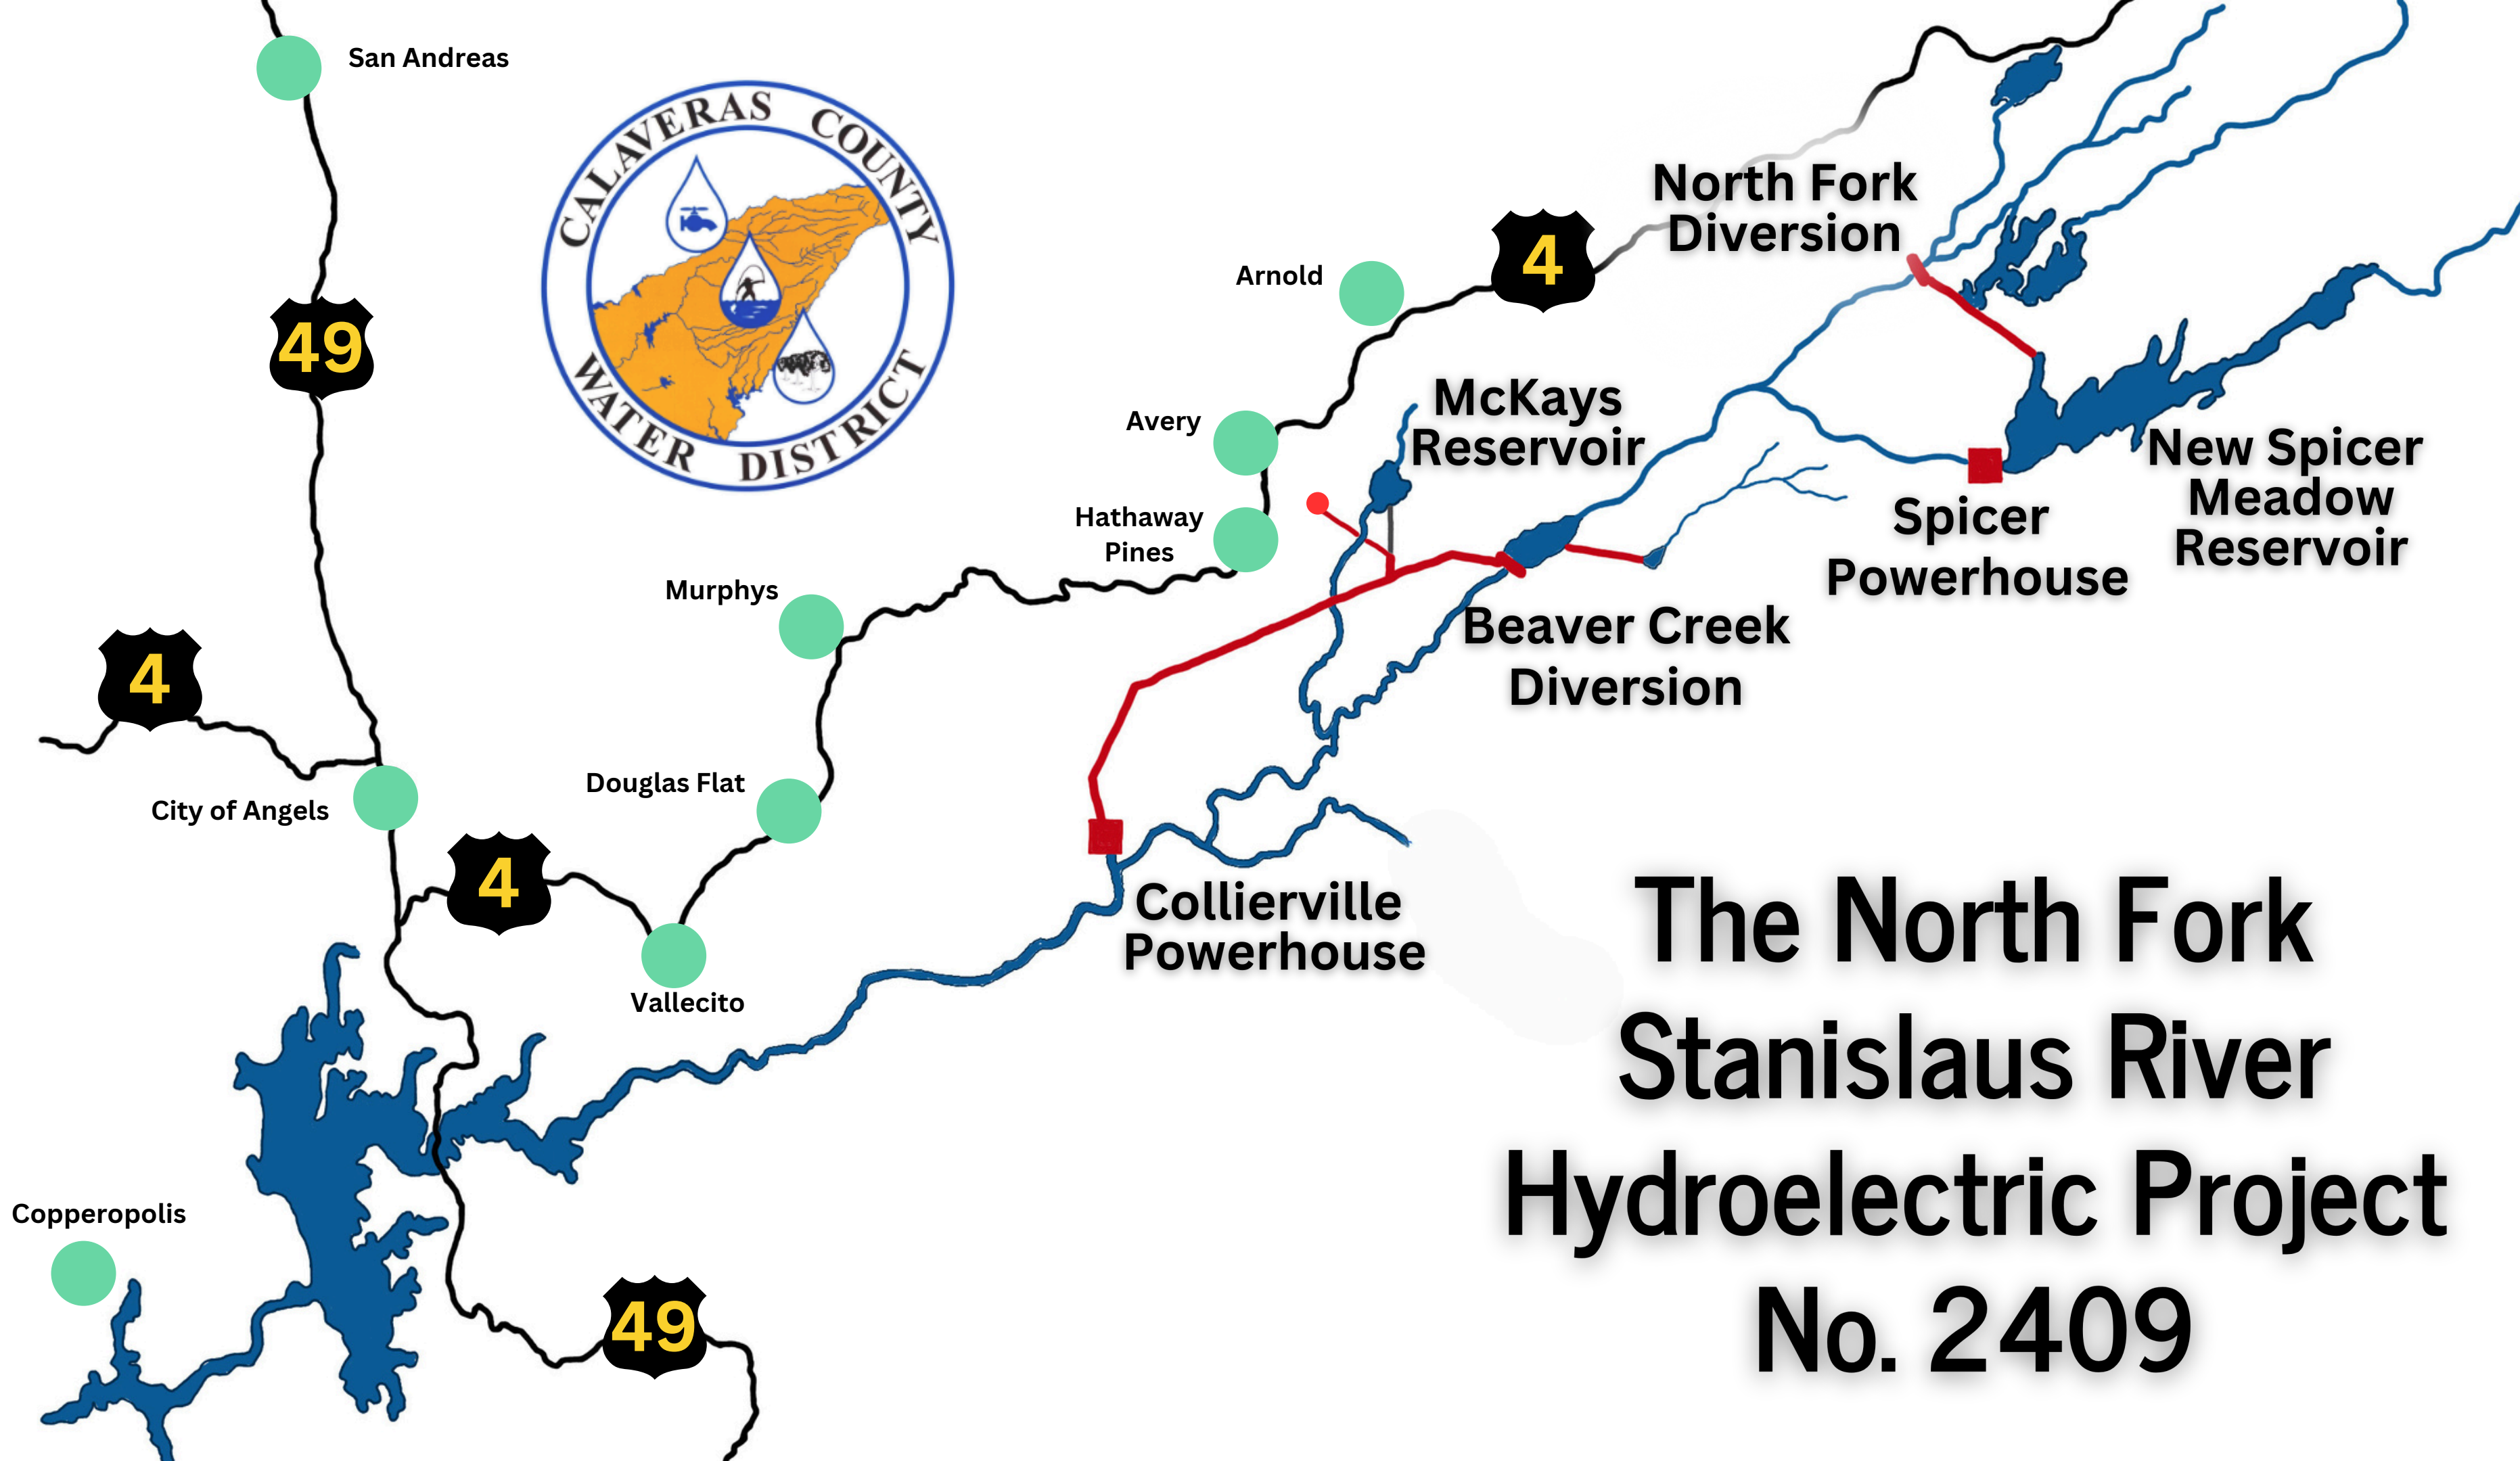 San Andreas
CALAVERAS COUNTY
WATER DISTRICT
49
4
City of Angels
4
Copperopolis
49
Vallecito
Douglas Flat
Murphys
Hathaway
Pines
Avery
Arnold
4
North Fork
Diversion
McKays
Reservoir
New Spicer
Meadow
Reservoir
Spicer
Powerhouse
Beaver Creek
Diversion
Collierville
Powerhouse
The North Fork
Stanislaus River
Hydroelectric Project
No. 2409